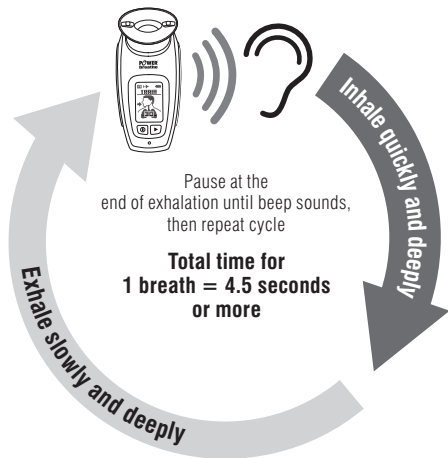 POWER
breathe
Inhale quickly and deeply
Pause at the
end of exhalation until beep sounds,
then repeat cycle
Total time for
1 breath = 4.5 seconds
or more
Exhale slowly and deeply